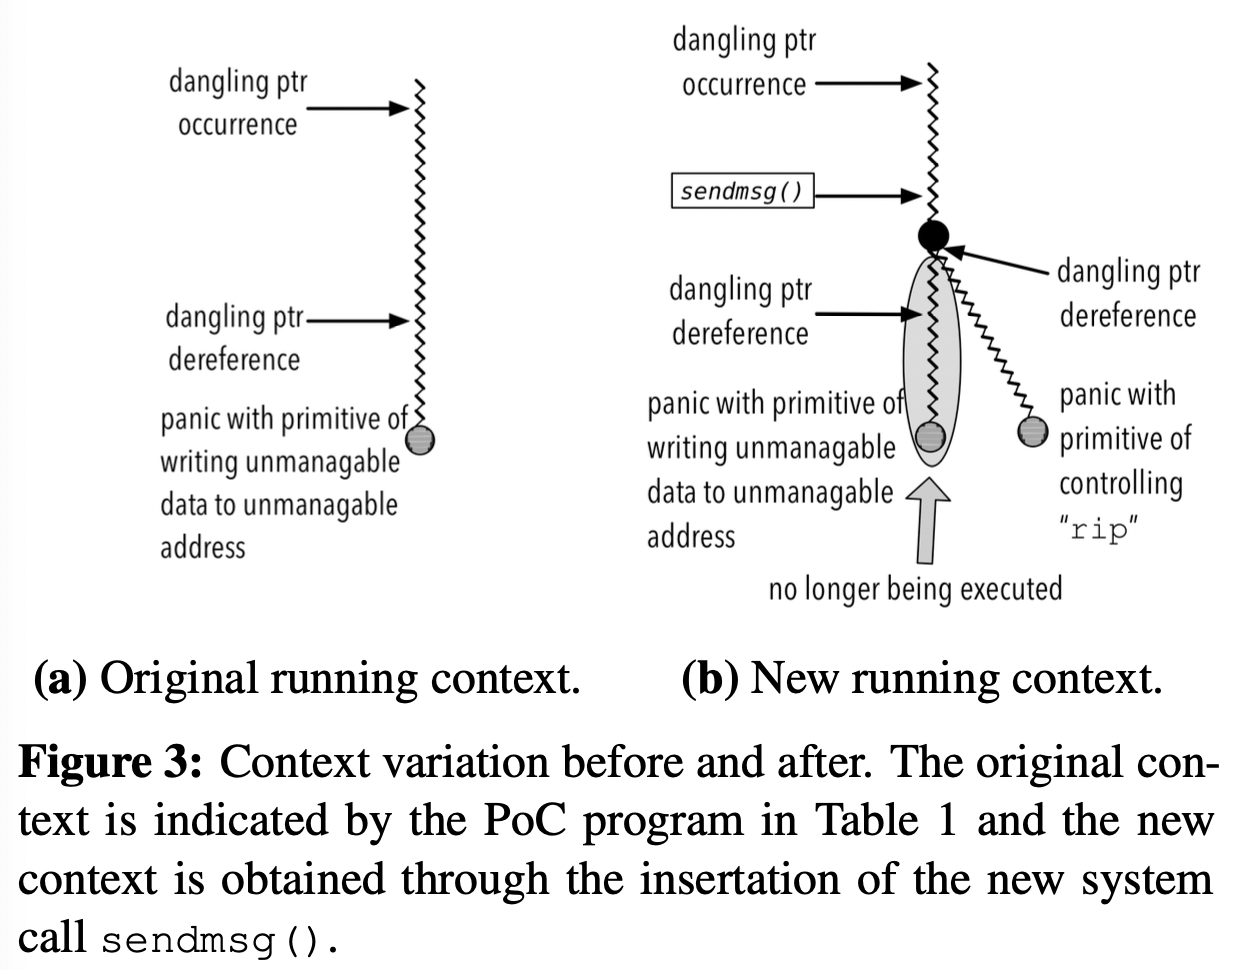 dangling ptr
occurrence
dangling ptr
dereference
panic with primitive of
writing unmanagable
data to unmanagable
address
dangling ptr
occurrence
sendmsg()
dangling ptr
dereference
dangling ptr
dereference
panic with primitive of
writing unmanagable
data to unmanagable
address
panic with
primitive of
controlling
"rip"
no longer being executed
(a) Original running context.
(b) New running context.
Figure 3: Context variation before and after. The original con-
text is indicated by the PoC program in Table 1 and the new
context is obtained through the insertation of the new system
call sendmsg().